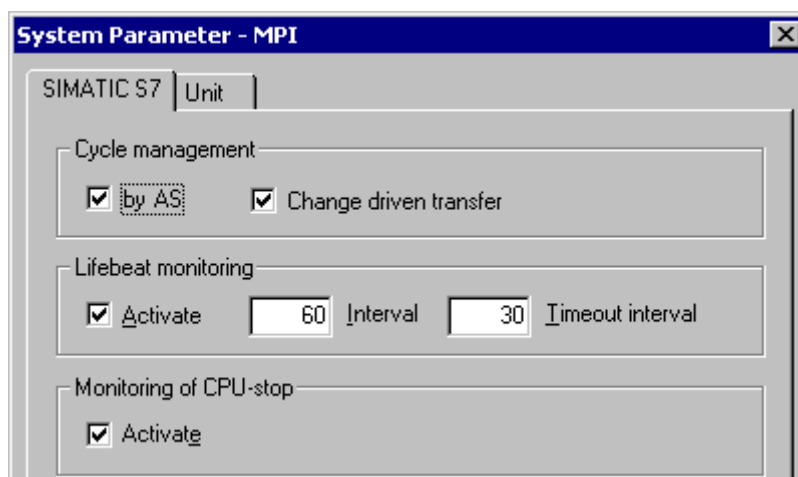 System Parameter - MPI
SIMATIC S7 Unit
Cycle management
by AS Change driven transfer
Lifebeat monitoring
Activate 60 Interval 30 Timeout interval
Monitoring of CPU-stop
Activate